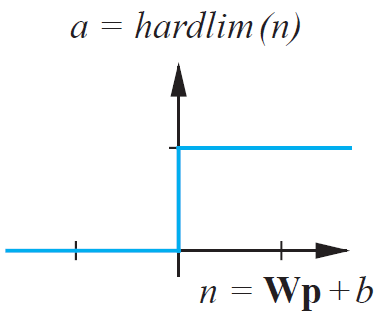 a = hardlim (n)
n = Wp + b